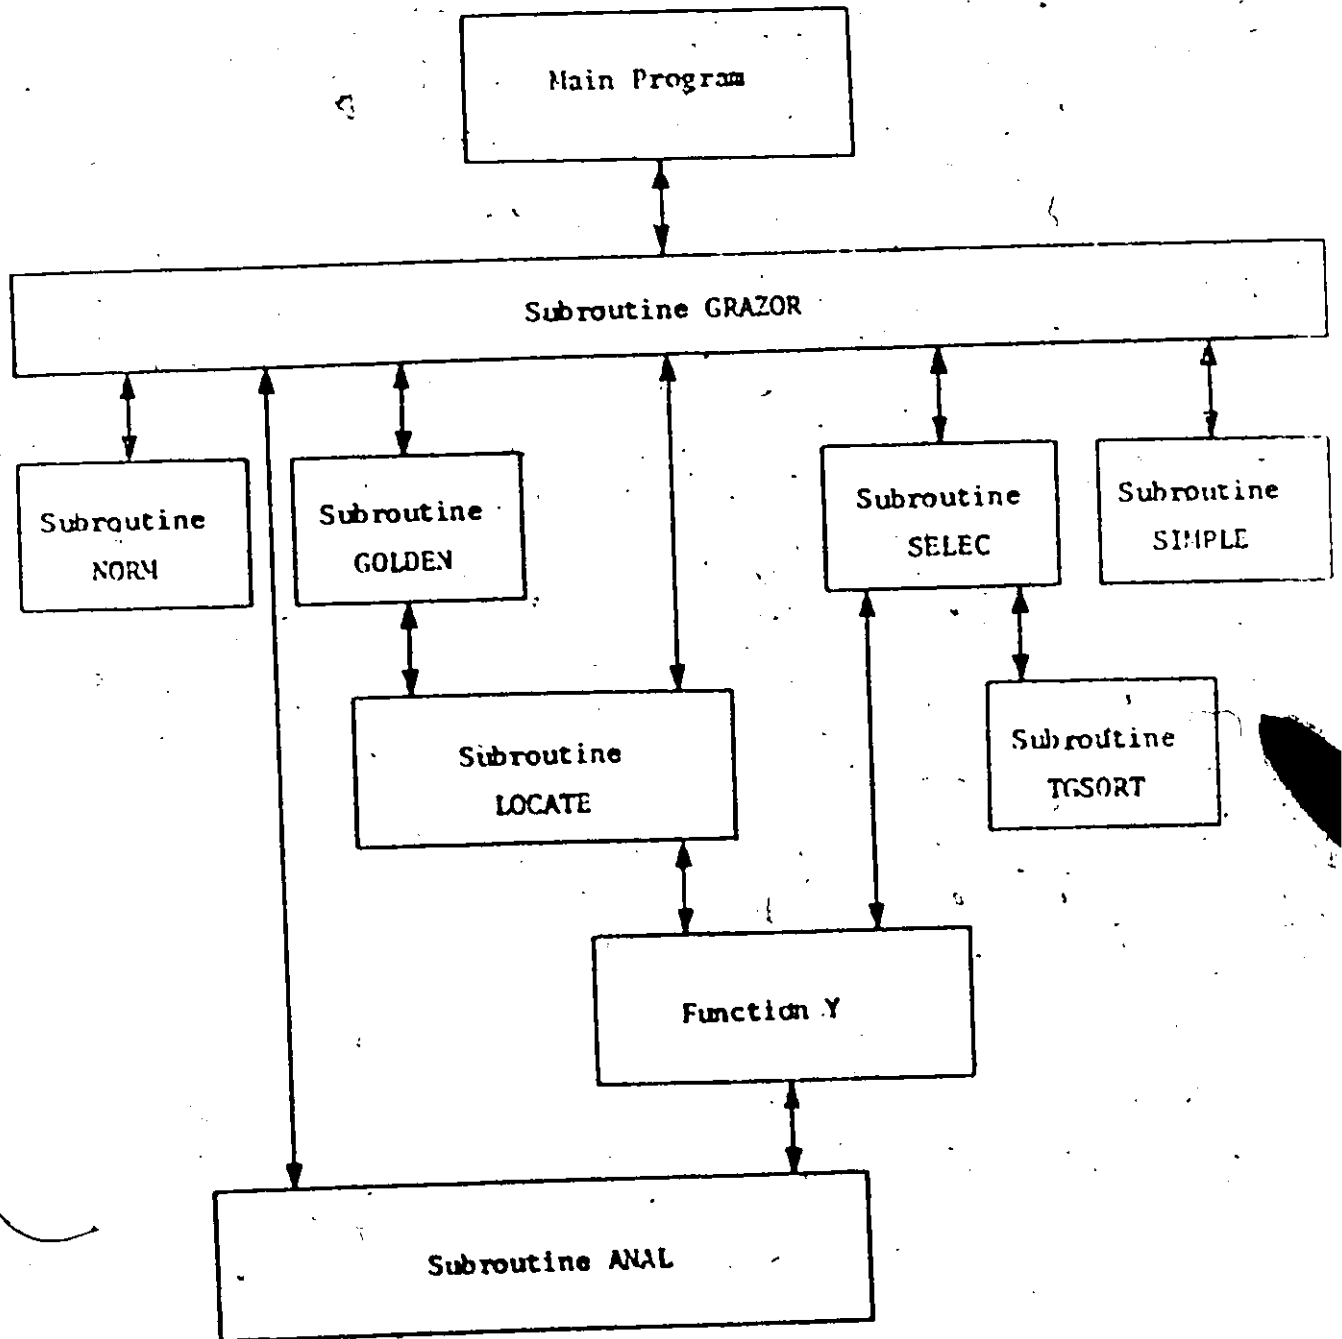 Main Program
Subroutine GRAZOR
Subroutine
NORM
Subroutine
GOLDEN
Subroutine
SELEC
Subroutine
SIMPLE
Subroutine
LOCATE
Subroutine
TGSORT
Function Y
Subroutine ANAL